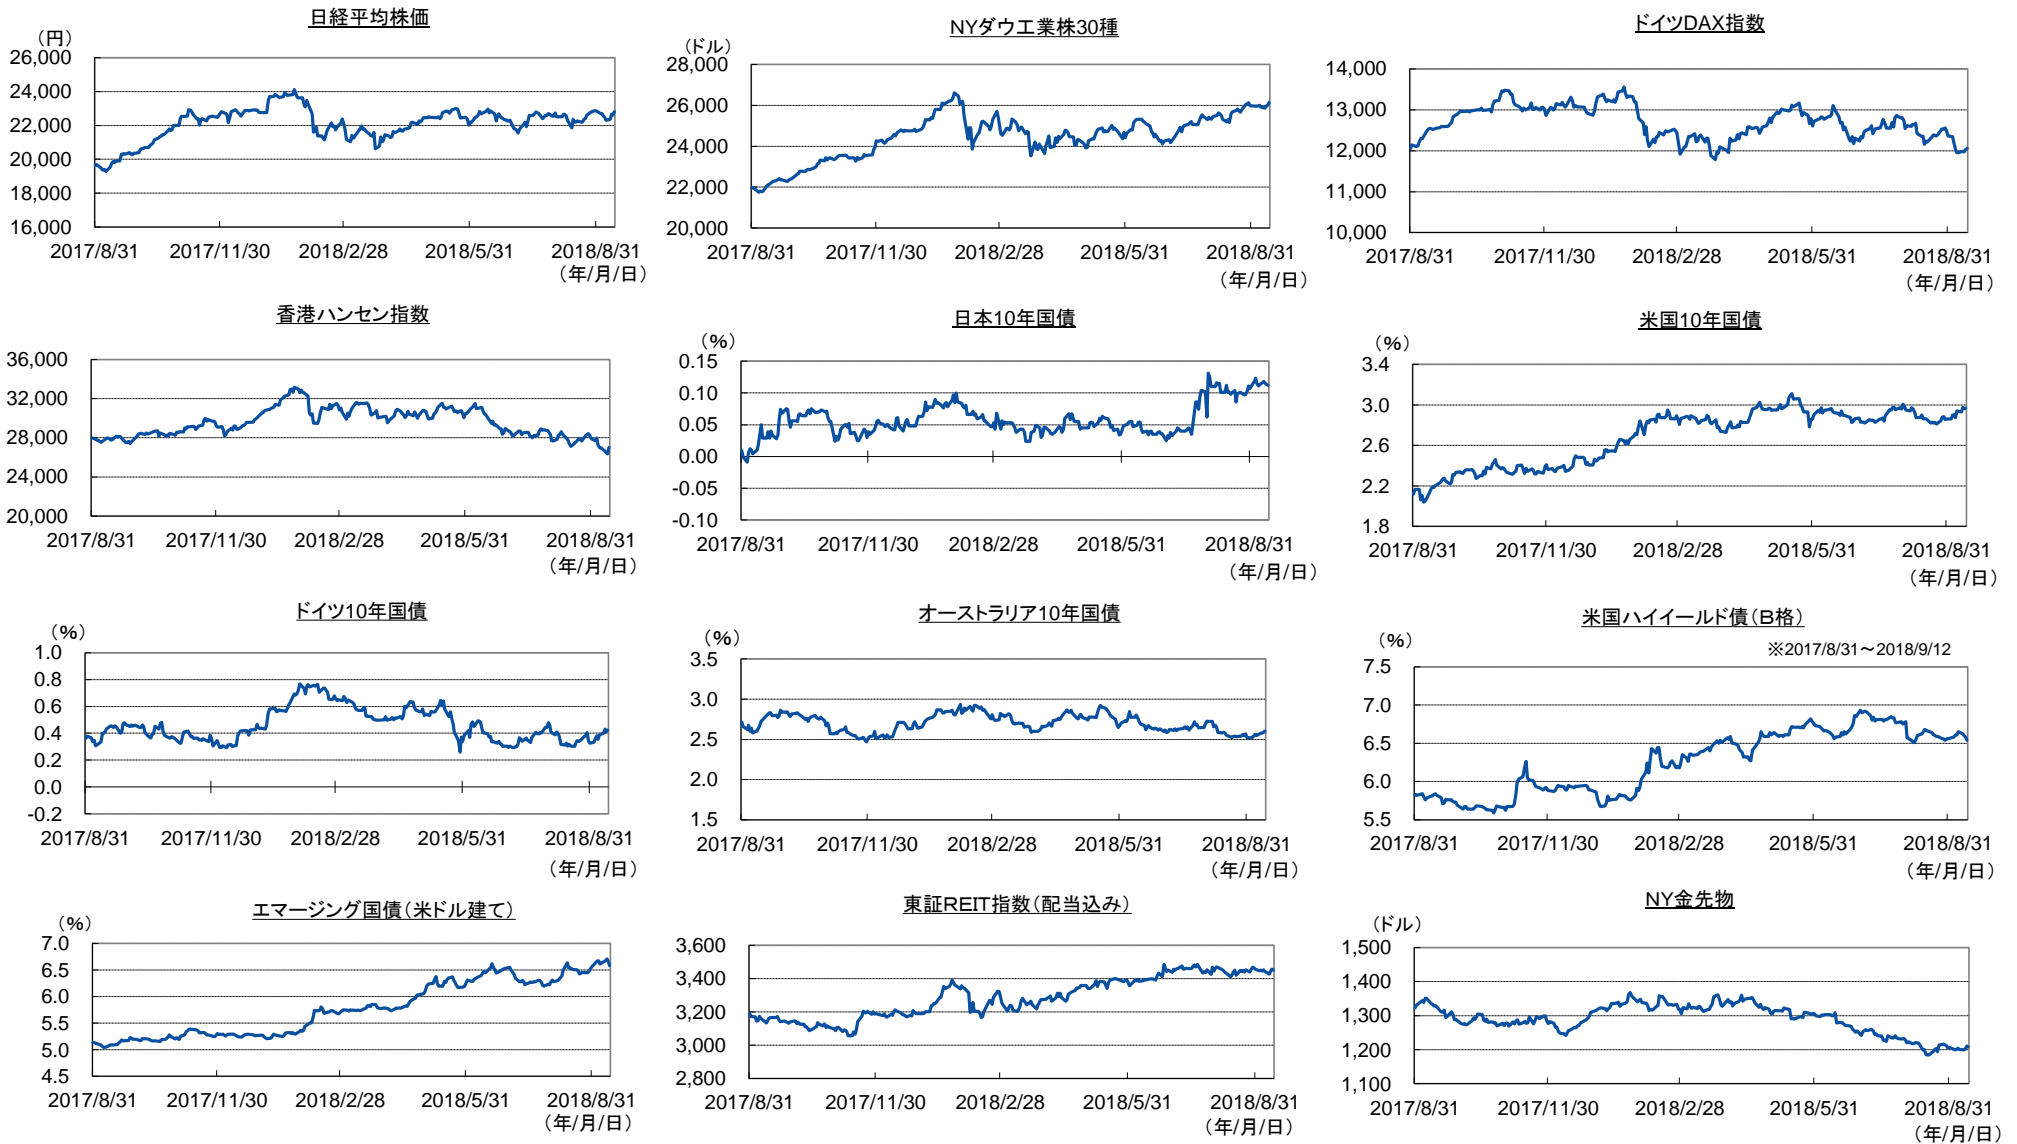 日経平均株価
（円）
26,000
24,000
22,000
20,000
18,000
16,000
2017/8/31 2017/11/30 2018/2/28 2018/5/31 2018/8/31
（年/月/日）
NYダウ工業株30種
（ドル）
28,000
26,000
24,000
22,000
20,000
2017/8/31 2017/11/30 2018/2/28 2018/5/31 2018/8/31
（年/月/日）
ドイツDAX指数
14,000
13,000
12,000
11,000
10,000
2017/8/31 2017/11/30 2018/2/28 2018/5/31 2018/8/31
（年/月/日）
香港ハンセン指数
36,000
32,000
28,000
24,000
20,000
2017/8/31 2017/11/30 2018/2/28 2018/5/31 2018/8/31
（年/月/日）
日本10年国債
（%）
0.15
0.10
0.05
0.00
-0.05
-0.10
2017/8/31 2017/11/30 2018/2/28 2018/5/31 2018/8/31
（年/月/日）
米国10年国債
（%）
3.4
3.0
2.6
2.2
1.8
2017/8/31 2017/11/30 2018/2/28 2018/5/31 2018/8/31
（年/月/日）
ドイツ10年国債
（%）
1.0
0.8
0.6
0.4
0.2
0.0
-0.2
2017/8/31 2017/11/30 2018/2/28 2018/5/31 2018/8/31
（年/月/日）
オーストラリア10年国債
（%）
3.5
3.0
2.5
2.0
1.5
2017/8/31 2017/11/30 2018/2/28 2018/5/31 2018/8/31
（年/月/日）
米国ハイイールド債（B格）
（%）
※2017/8/31～2018/9/12
7.5
7.0
6.5
6.0
5.5
2017/8/31 2017/11/30 2018/2/28 2018/5/31 2018/8/31
（年/月/日）
エマージング国債（米ドル建て）
（%）
7.0
6.5
6.0
5.5
5.0
4.5
2017/8/31 2017/11/30 2018/2/28 2018/5/31 2018/8/31
（年/月/日）
東証REIT指数（配当込み）
3,600
3,400
3,200
3,000
2,800
2017/8/31 2017/11/30 2018/2/28 2018/5/31 2018/8/31
（年/月/日）
NY金先物
（ドル）
1,500
1,400
1,300
1,200
1,100
2017/8/31 2017/11/30 2018/2/28 2018/5/31 2018/8/31
（年/月/日）